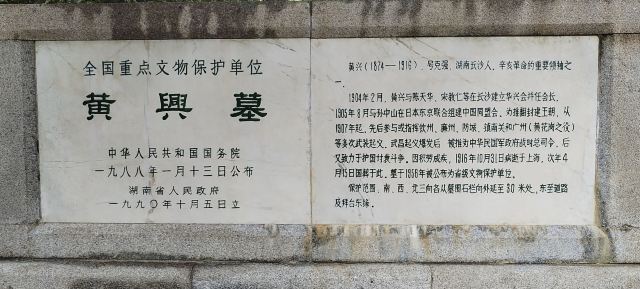 全国重点文物保护单位
黄興墓
中华人民共和国国务院
一九八八年一月十三日公布
湖南省人民政府
一九九〇年十月五日立
黄兴(1874—1916)，号克强，湖南长沙人，辛亥革命的重要领袖之
一。
1904年2月，黄兴与陈天华、宋教仁等在长沙建立华兴会并任会长，
1905年8月与孙中山在日本东京联合组建中国同盟会。为推翻封建王朝，从
1907年起，先后参与或指挥钦州、廉州、防城、镇南关和广州(黄花岗之役)
等多次武装起义。武昌起义爆发后，被推为中华民国军政府战时总司令，后
又致力于护国讨袁斗争。因积劳成疾，1916年10月31日病逝于上海，次年4
月15日国葬于此。墓于1956年被公布为省级文物保护单位。
保护范围，南、西、北三向各从墓围石栏向外延至30米处，东至道路
及拜台东缘。